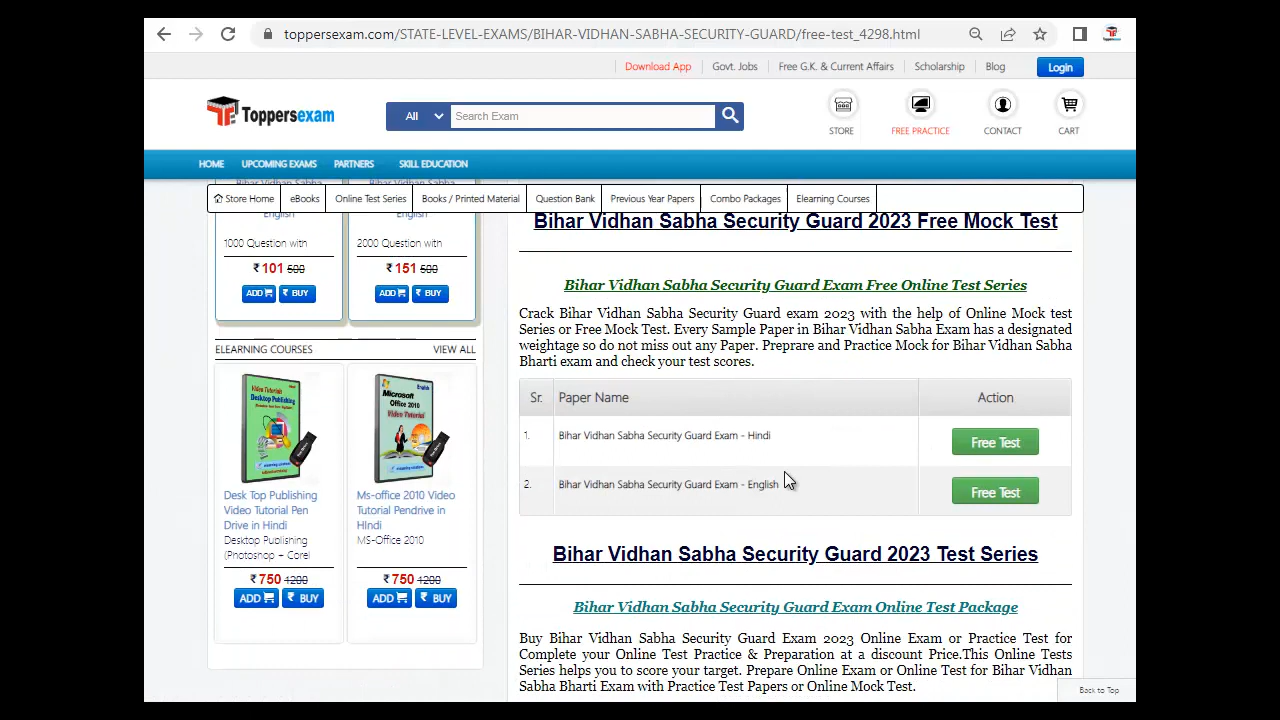 toppersexam.com/STATE-LEVEL-EXAMS/BIHAR-VIDHAN-SABHA-SECURITY-GUARD/free-test_4298.html
Download App
Govt. Jobs
Free G.K. & Current Affairs
Scholarship
Blog
Login
Toppersexam
All
Search Exam
STORE
FREE PRACTICE
CONTACT
CART
HOME
UPCOMING EXAMS
PARTNERS
SKILL EDUCATION
Store Home
eBooks
Online Test Series
Books / Printed Material
Question Bank
Previous Year Papers
Combo Packages
Elearning Courses
English
English
1000 Question with
2000 Question with
₹ 101 500
₹ 151 500
ADD
₹ BUY
ADD
₹ BUY
ELEARNING COURSES
VIEW ALL
Video Tutorials
Desktop Publishing
English
Microsoft
Office 2010
Video Tutorial
Desk Top Publishing
Video Tutorial Pen
Drive in Hindi
Desktop Publishing
(Photosnop + Corel
₹ 750 1200
ADD
₹ BUY
Ms-office 2010 Video
Tutorial Pendrive in
HIndi
MS-Office 2010
₹ 750 1200
ADD
₹ BUY
Bihar Vidhan Sabha Security Guard 2023 Free Mock Test
Bihar Vidhan Sabha Security Guard Exam Free Online Test Series
Crack Bihar Vidhan Sabha Security Guard exam 2023 with the help of Online Mock test
Series or Free Mock Test. Every Sample Paper in Bihar Vidhan Sabha Exam has a designated
weightage so do not miss out any Paper. Preprare and Practice Mock for Bihar Vidhan Sabha
Bharti exam and check your test scores.
Sr. Paper Name Action
1. Bihar Vidhan Sabha Security Guard Exam - Hindi Free Test
2. Bihar Vidhan Sabha Security Guard Exam - English Free Test
Bihar Vidhan Sabha Security Guard 2023 Test Series
Bihar Vidhan Sabha Security Guard Exam Online Test Package
Buy Bihar Vidhan Sabha Security Guard Exam 2023 Online Exam or Practice Test for
Complete your Online Test Practice & Preparation at a discount Price.This Online Tests
Series helps you to score your target. Prepare Online Exam or Online Test for Bihar Vidhan
Sabha Bharti Exam with Practice Test Papers or Online Mock Test.
Back to Top